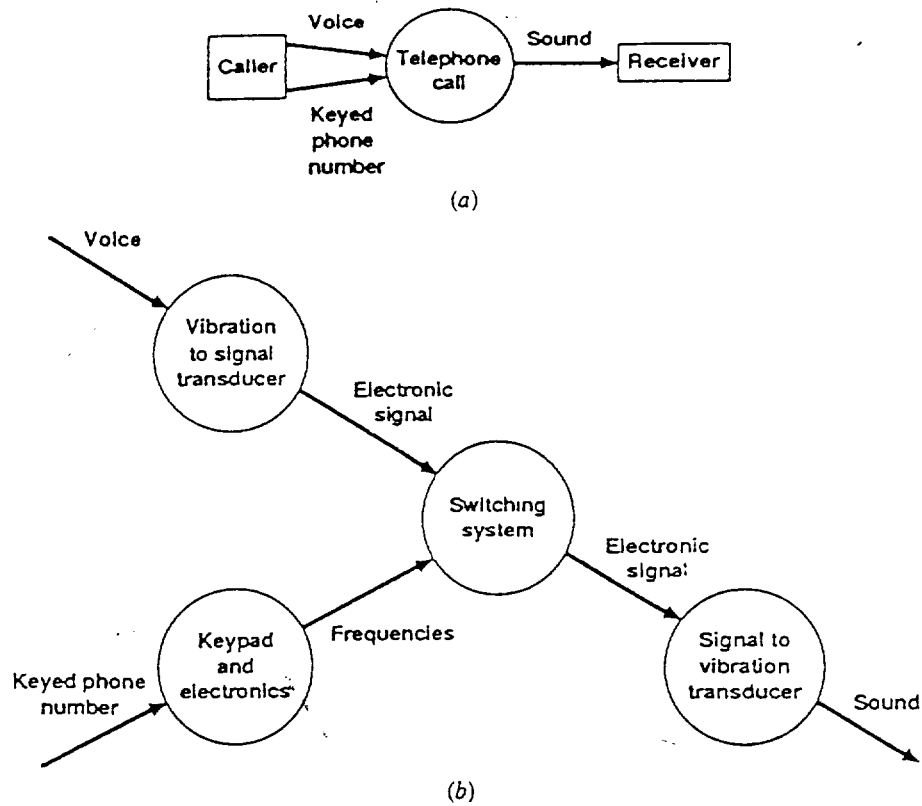 Voice
Caller
Telephone
call
Sound
Receiver
Keyed
phone
number
(a)
Voice
Vibration
to signal
transducer
Electronic
signal
Switching
system
Electronic
signal
Keypad
and
electronics
Frequencies
Keyed phone
number
Signal to
vibration
transducer
Sound
(b)